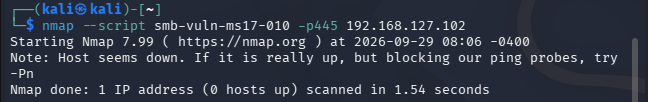 ┌──(kali㉿kali)-[~]
└─$ nmap --script smb-vuln-ms17-010 -p445 192.168.127.102
Starting Nmap 7.99 ( https://nmap.org ) at 2026-09-29 08:06 -0400
Note: Host seems down. If it is really up, but blocking our ping probes, try
-Pn
Nmap done: 1 IP address (0 hosts up) scanned in 1.54 seconds